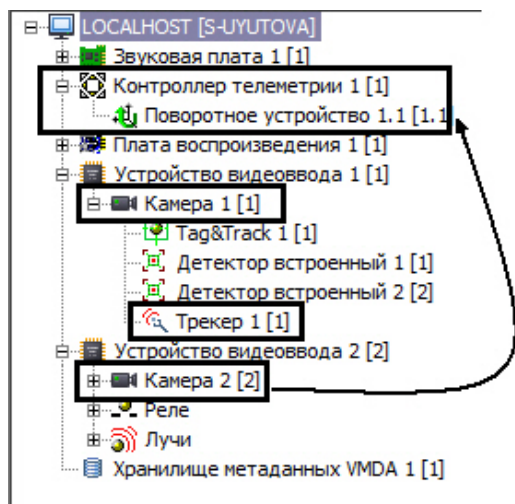 LOCALHOST [S-UYUTOVA]
Звуковая плата 1 [1]
Контроллер телеметрии 1 [1]
Поворотное устройство 1.1 [1.1
Плата воспроизведения 1 [1]
Устройство видеоввода 1 [1]
Камера 1 [1]
Tag&Track 1 [1]
Детектор встроенный 1 [1]
Детектор встроенный 2 [2]
Трекер 1 [1]
Устройство видеоввода 2 [2]
Камера 2 [2]
Реле
Лучи
Хранилище метаданных VMDA 1 [1]